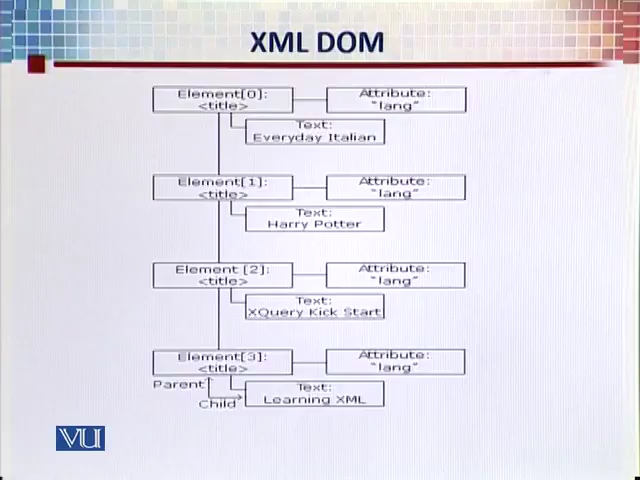 XML DOM
Element[0]:
<title>
Attribute:
"lang"
Text:
Everyday Italian
Element[1]:
<title>
Attribute:
"lang"
Text:
Harry Potter
Element [2]:
<title>
Attribute:
"lang"
Text:
XQuery Kick Start
Element[3]:
<title>
Attribute:
"lang"
Parent
Child
Text:
Learning XML
VU